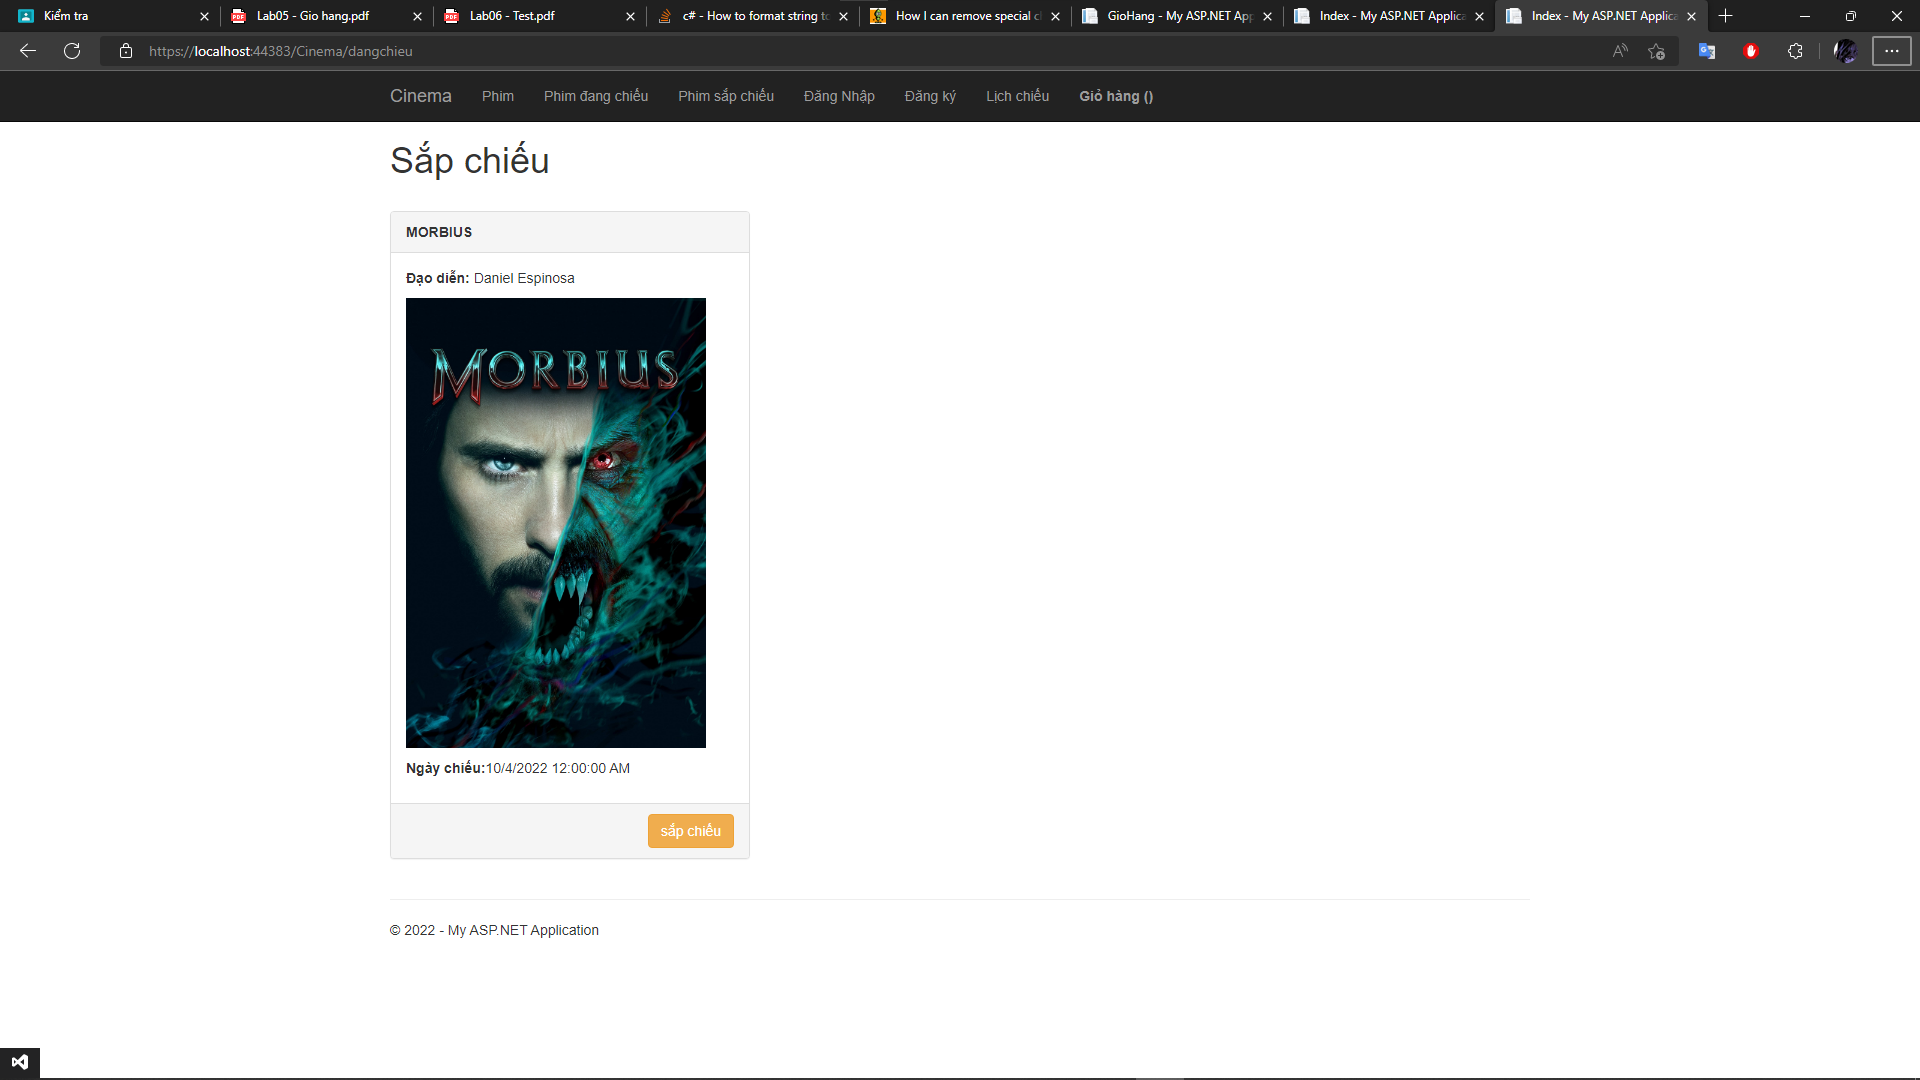 Kiểm tra
Lab05 - Gio hang.pdf
Lab06 - Test.pdf
c# - How to format string to
How I can remove special c
GioHang - My ASP.NET App
Index - My ASP.NET Applica
Index - My ASP.NET Applica
https://localhost:44383/Cinema/dangchieu
Cinema Phim Phim đang chiếu Phim sắp chiếu Đăng Nhập Đăng ký Lịch chiếu Giỏ hàng ()
Sắp chiếu
MORBIUS
Đạo diễn: Daniel Espinosa
MORBIUS
Ngày chiếu:10/4/2022 12:00:00 AM
sắp chiếu
© 2022 - My ASP.NET Application